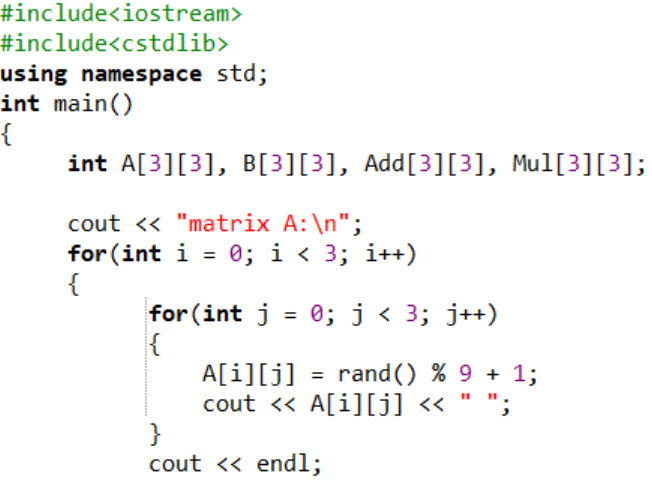 #include<iostream>
#include<cstdlib>
using namespace std;
int main()
{
int A[3][3], B[3][3], Add[3][3], Mul[3][3];
cout << "matrix A:\n";
for(int i = 0; i < 3; i++)
{
for(int j = 0; j < 3; j++)
{
A[i][j] = rand() % 9 + 1;
cout << A[i][j] << " ";
}
cout << endl;